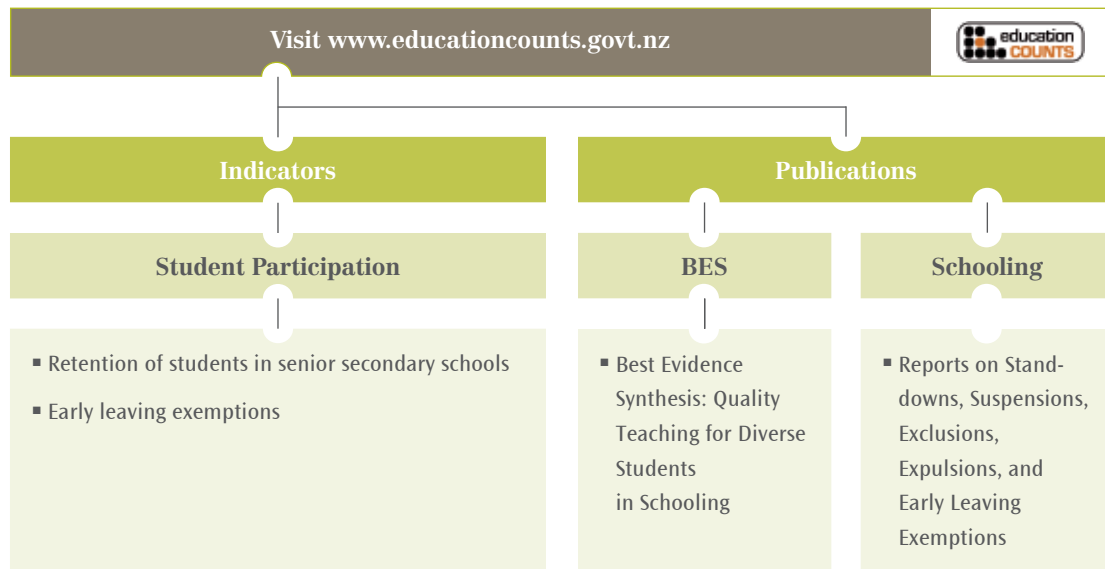 Visit www.educationcounts.govt.nz
education
COUNTS
Indicators
Publications
Student Participation
BES
Schooling
▪ Retention of students in senior secondary schools
▪ Early leaving exemptions
▪ Best Evidence
Synthesis: Quality
Teaching for Diverse
Students
in Schooling
▪ Reports on Stand-
downs, Suspensions,
Exclusions,
Expulsions, and
Early Leaving
Exemptions